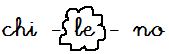 chi - le - no